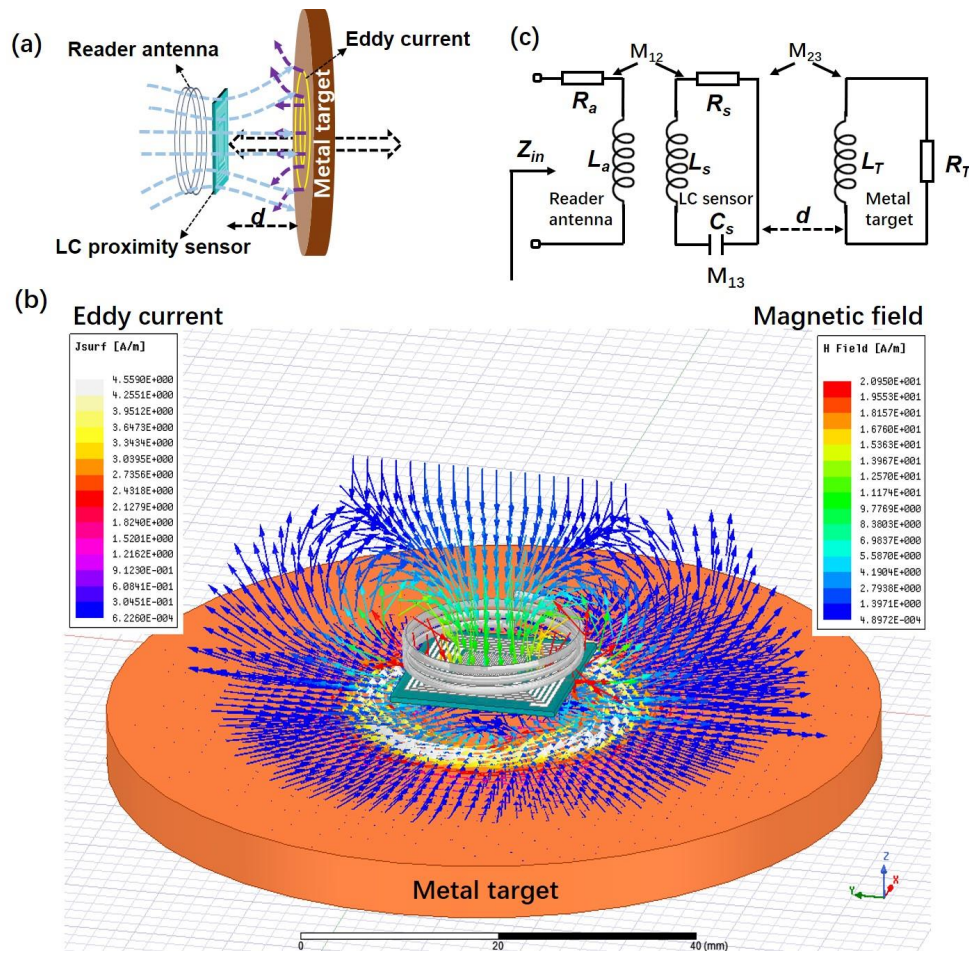 (a)
Reader antenna
Eddy current
Metal target
d
LC proximity sensor
(c)
M12
M23
Ra
Rs
Zin
La
Ls
LT
RT
Reader
antenna
LC sensor
Cs
d
Metal
target
M13
(b)
Eddy current
Magnetic field
Jsurf [A/m]
4.5590E+000
4.2551E+000
3.9512E+000
3.6473E+000
3.3434E+000
3.0395E+000
2.7356E+000
2.4318E+000
2.1279E+000
1.8240E+000
1.5201E+000
1.2162E+000
9.1230E-001
6.0841E-001
3.0451E-001
6.2260E-004
H Field [A/m]
2.0950E+001
1.9553E+001
1.8157E+001
1.6760E+001
1.5363E+001
1.3967E+001
1.2570E+001
1.1174E+001
9.7769E+000
8.3803E+000
6.9837E+000
5.5870E+000
4.1904E+000
2.7938E+000
1.3971E+000
4.8972E-004
Metal target
Z
X
Y
0
20
40 (mm)